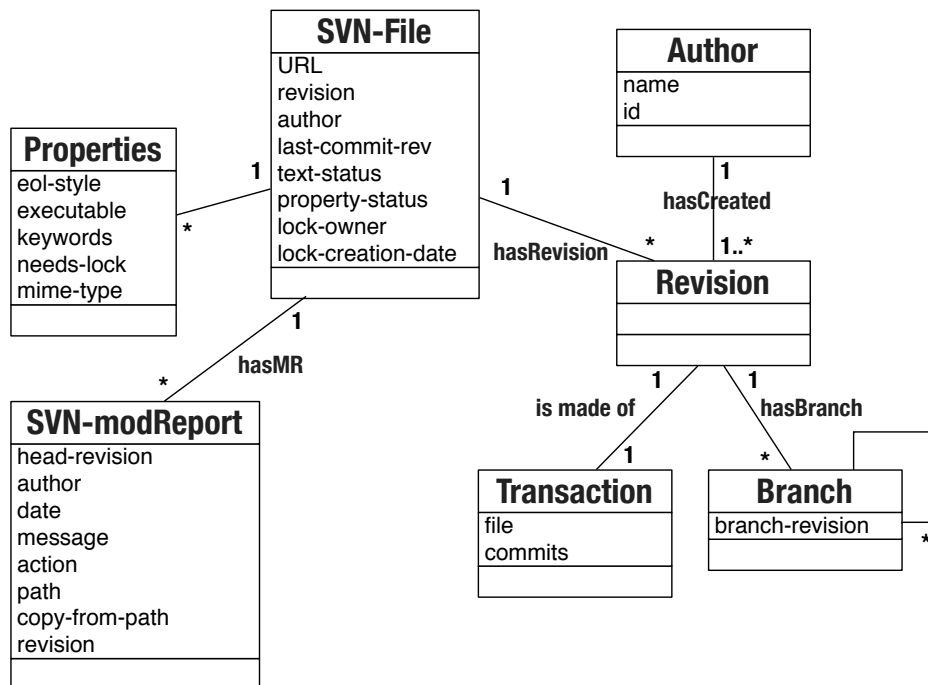 SVN-File
URL
revision
author
last-commit-rev
text-status
property-status
lock-owner
lock-creation-date
Author
name
id
Properties
eol-style
executable
keywords
needs-lock
mime-type
1
*
1
hasRevision
*
1
hasCreated
1..*
Revision
1
hasMR
*
SVN-modReport
head-revision
author
date
message
action
path
copy-from-path
revision
1
is made of
1
1
hasBranch
*
Transaction
file
commits
Branch
branch-revision
*